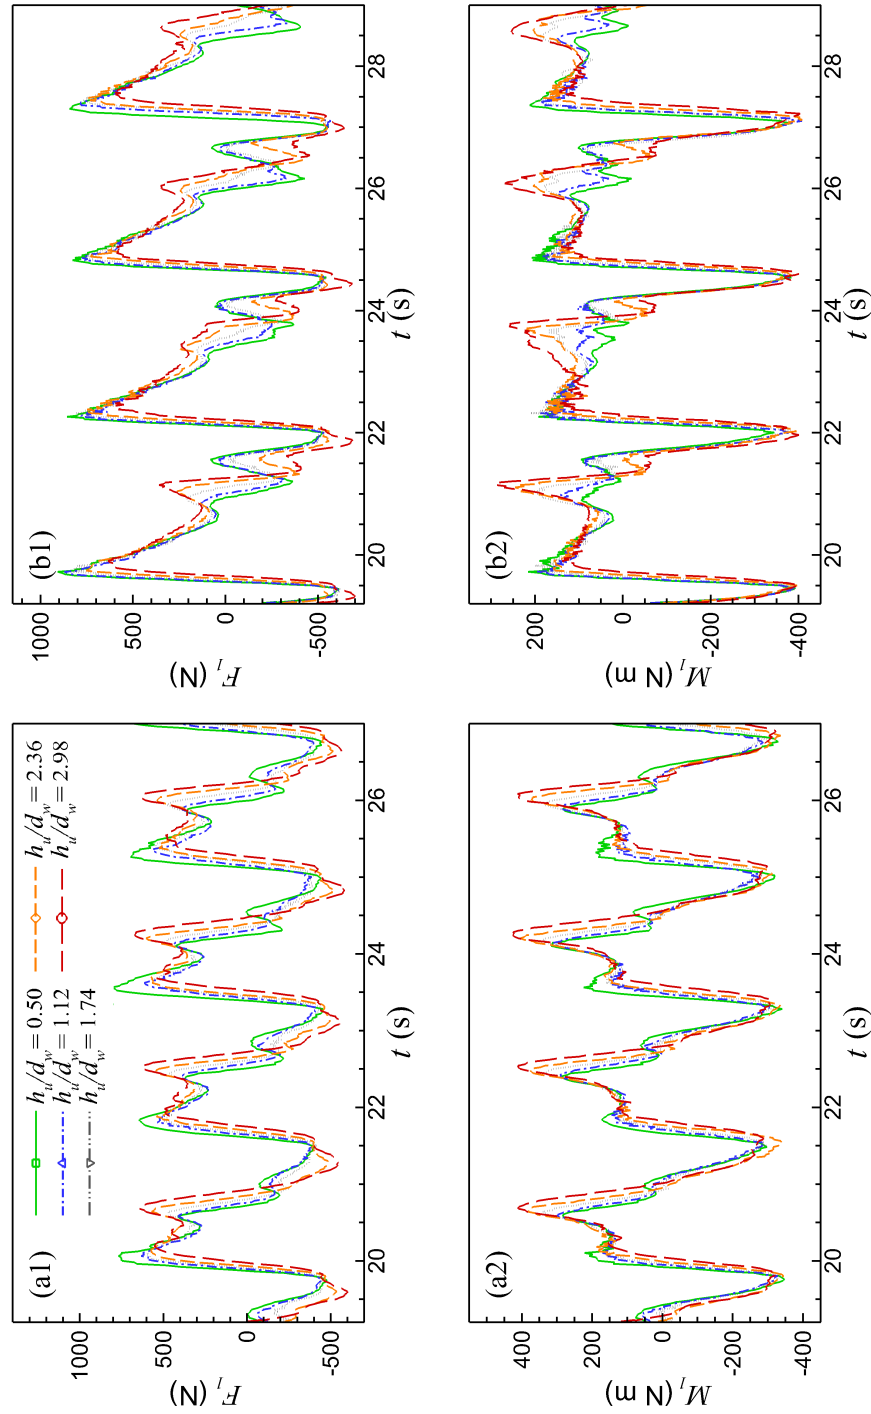 (a1)
h_u/d_w = 0.50
h_u/d_w = 1.12
h_u/d_w = 1.74
h_u/d_w = 2.36
h_u/d_w = 2.98
F_1 (N)
1000
500
0
-500
20
22
24
26
t (s)
(b1)
F_1 (N)
1000
500
0
-500
20
22
24
26
28
t (s)
(a2)
M_1 (N m)
400
200
0
-200
-400
20
22
24
26
t (s)
(b2)
M_1 (N m)
200
0
-200
-400
20
22
24
26
28
t (s)